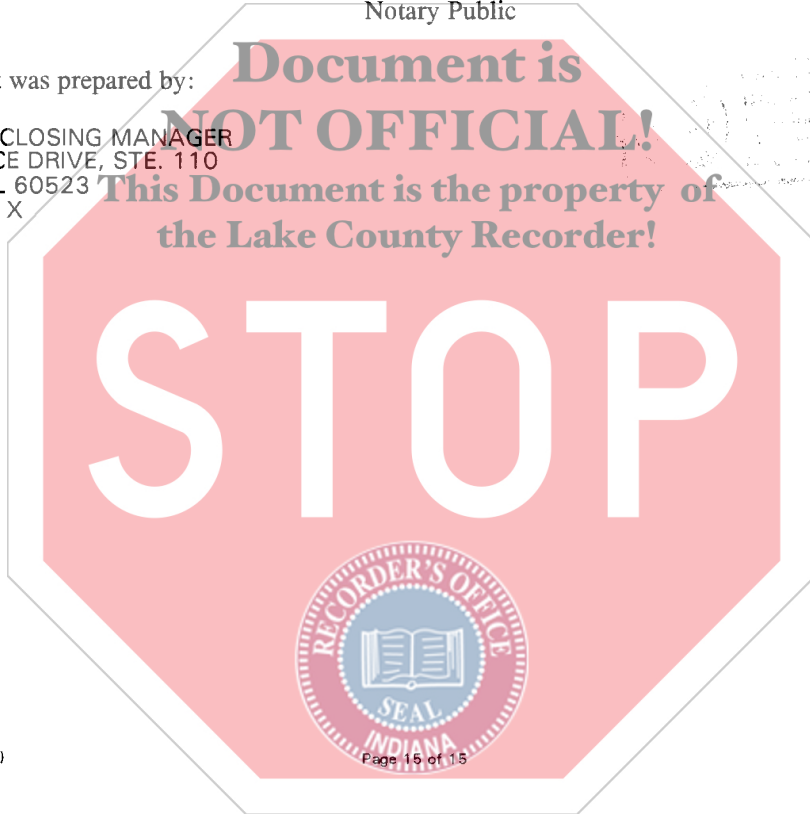 Notary Public
Document is
was prepared by:
NOT OFFICIAL!
CLOSING MANAGER
CE DRIVE, STE. 110
L 60523
This Document is the property of
X
the Lake County Recorder!
STOP
RECORDER'S OFFICE
SEAL
INDIANA
)
Page 15 of 15